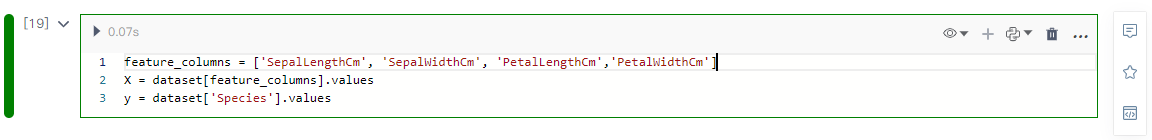 [19]
0.07s
1 feature_columns = ['SepalLengthCm', 'SepalWidthCm', 'PetalLengthCm','PetalWidthCm']
2 X = dataset[feature_columns].values
3 y = dataset['Species'].values